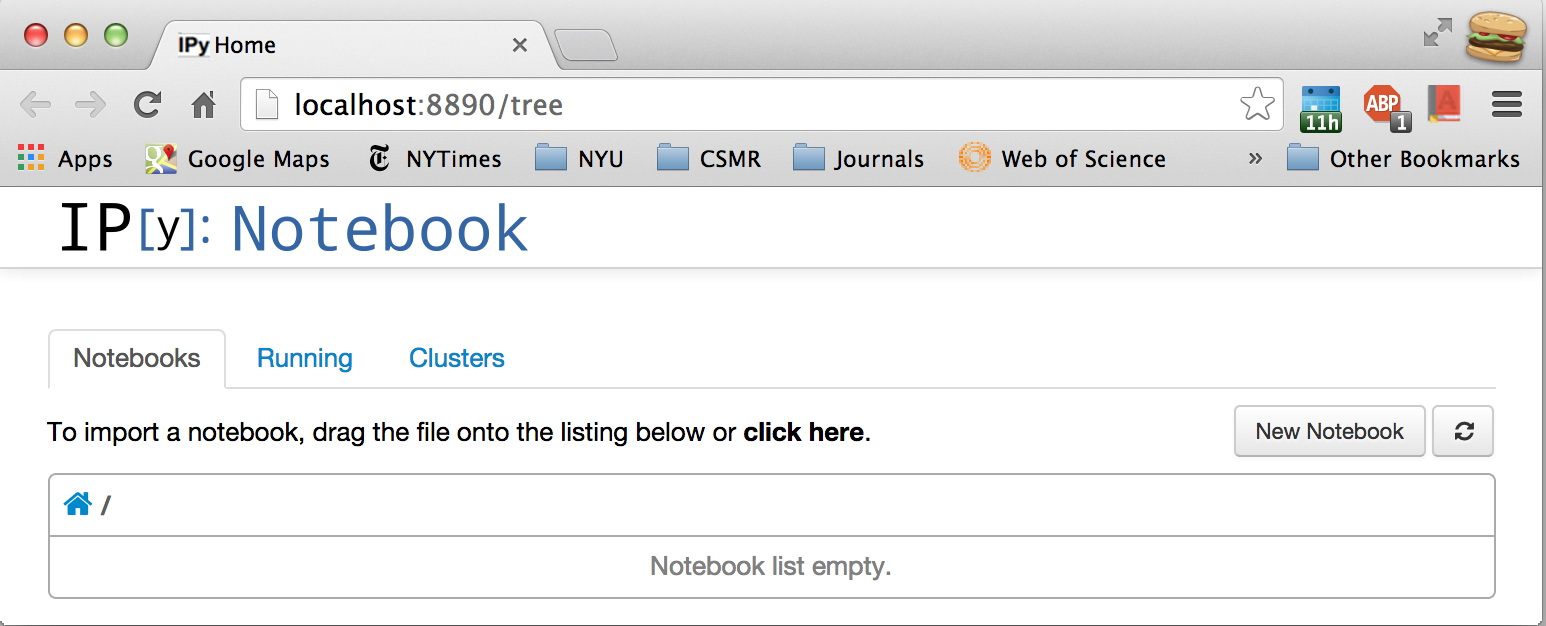 IPy Home
localhost:8890/tree
11h
ABP
1
A
Apps Google Maps NYTimes NYU CSMR Journals Web of Science » Other Bookmarks
IP[y]: Notebook
Notebooks Running Clusters
To import a notebook, drag the file onto the listing below or click here. New Notebook
/
Notebook list empty.